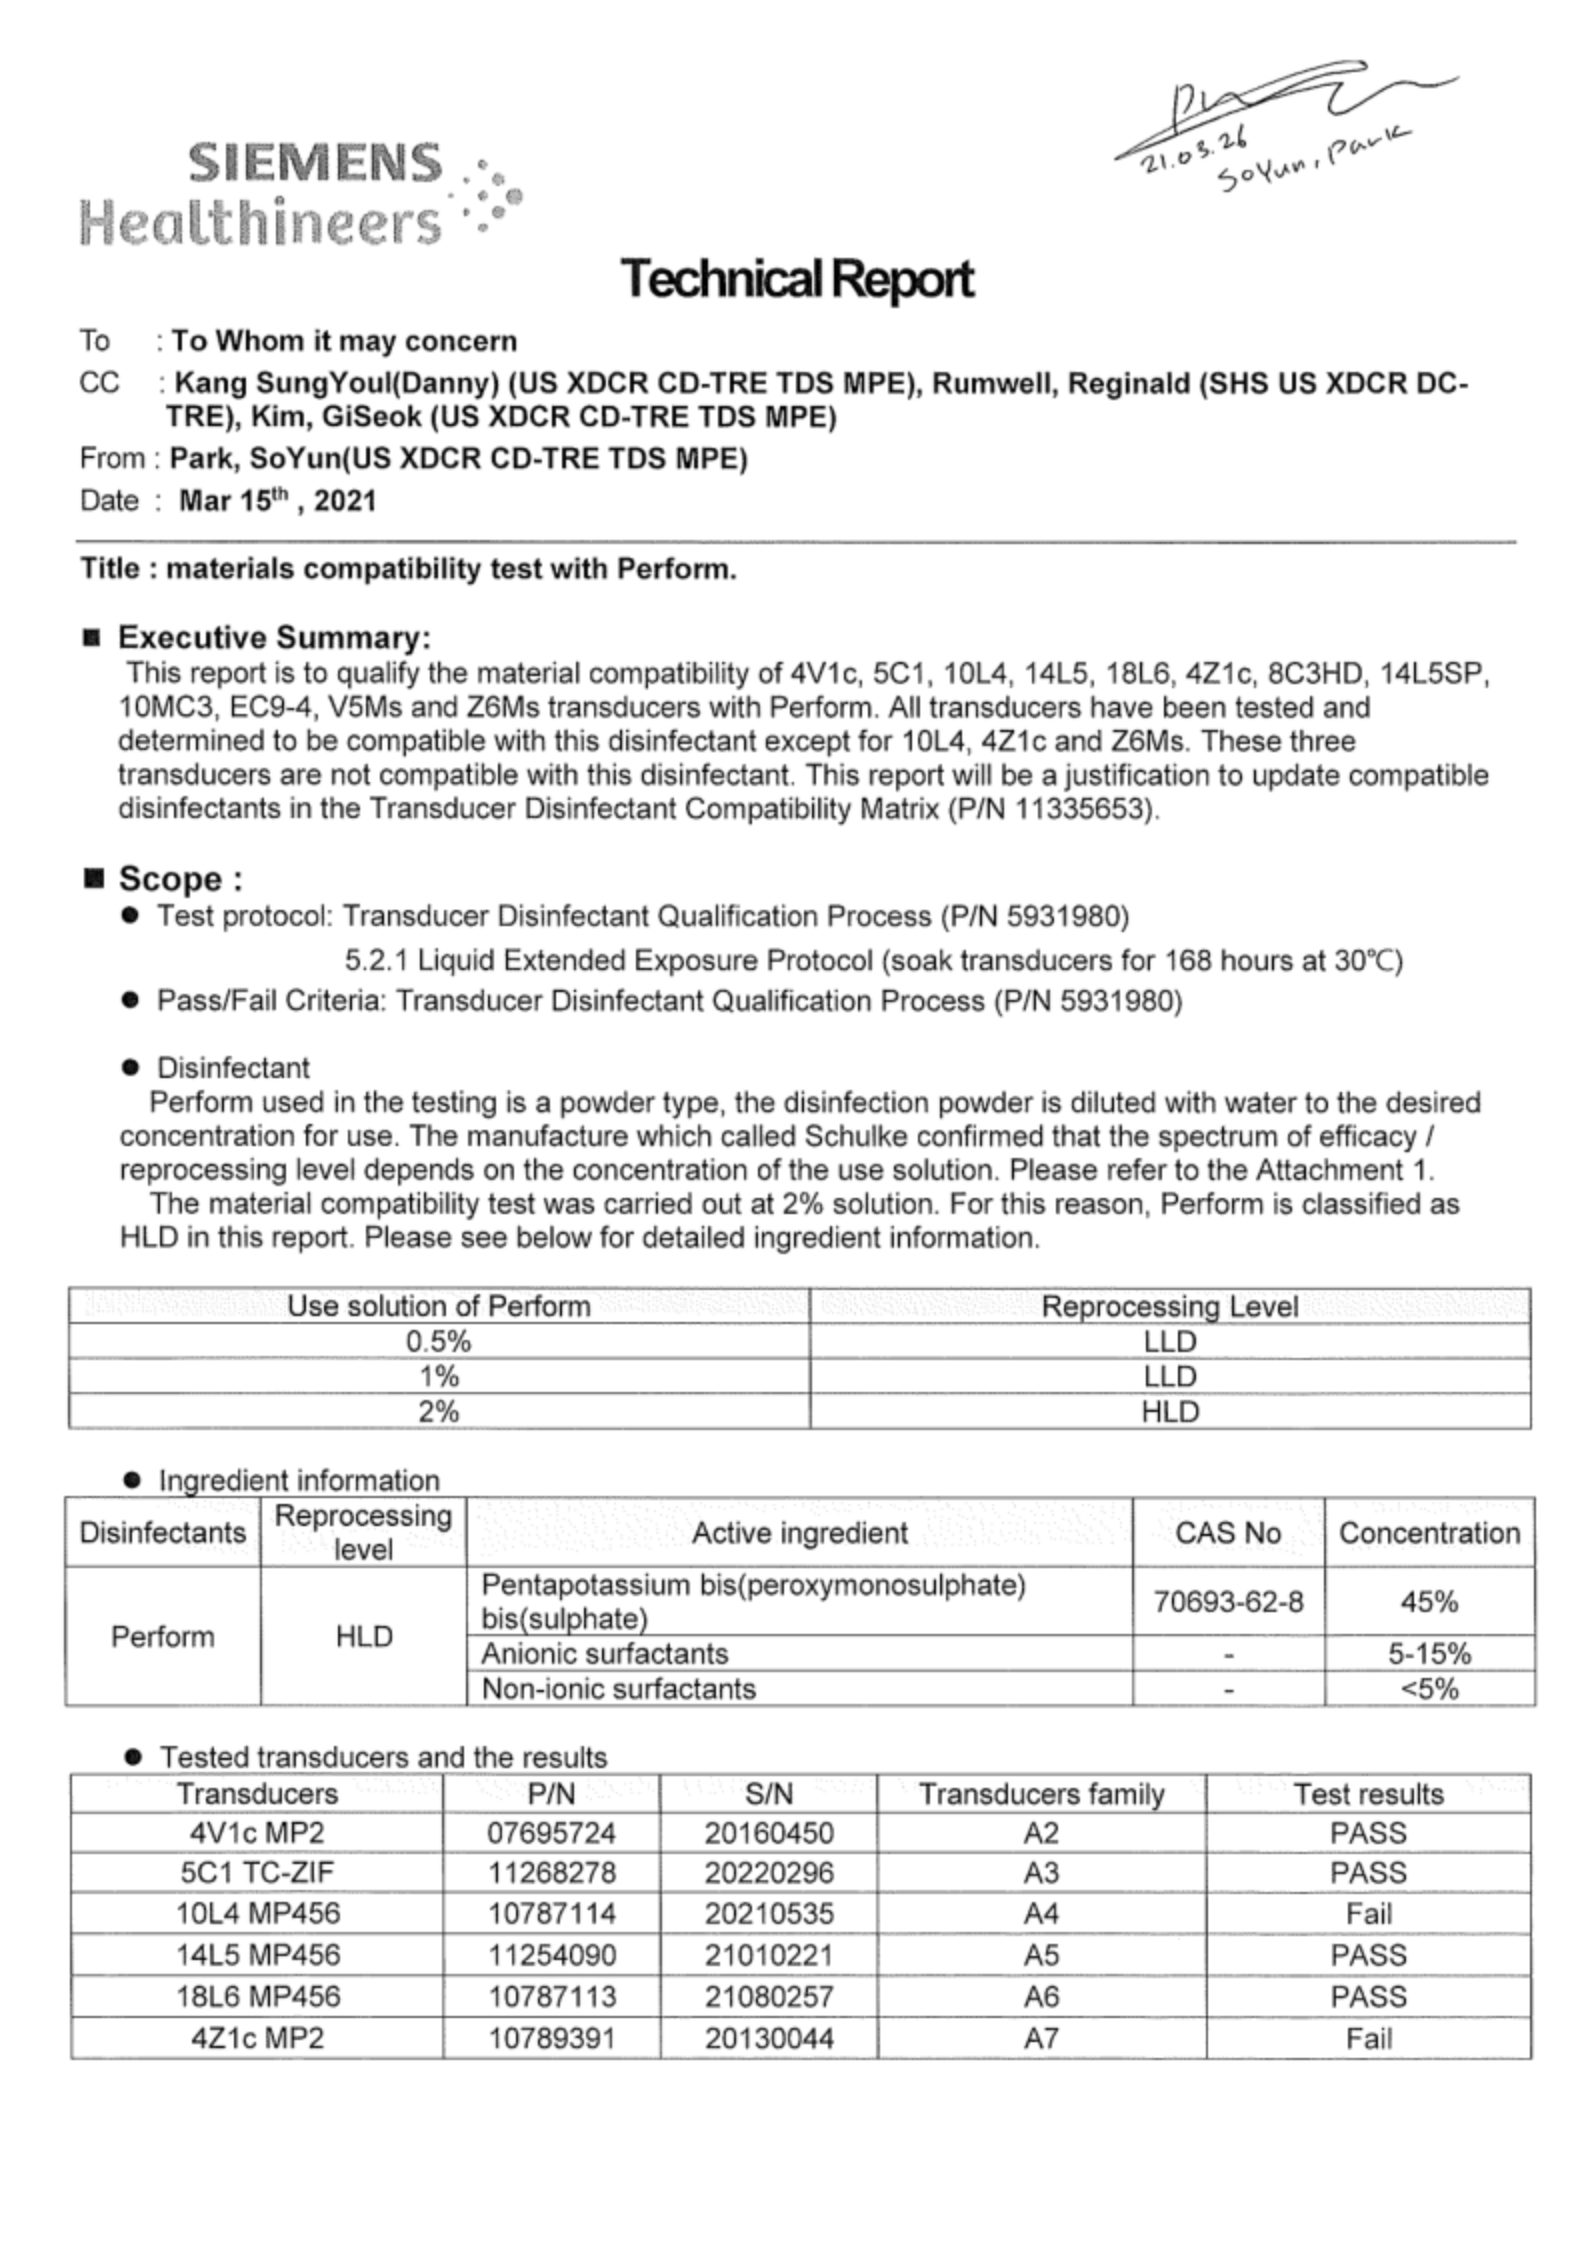 SIEMENS
Healthineers
21.03.26
SoYun, Park
Technical Report
To : To Whom it may concern
CC : Kang SungYoul(Danny) (US XDCR CD-TRE TDS MPE), Rumwell, Reginald (SHS US XDCR DC-
TRE), Kim, GiSeok (US XDCR CD-TRE TDS MPE)
From : Park, SoYun(US XDCR CD-TRE TDS MPE)
Date : Mar 15th , 2021
Title : materials compatibility test with Perform.
■ Executive Summary:
This report is to qualify the material compatibility of 4V1c, 5C1, 10L4, 14L5, 18L6, 4Z1c, 8C3HD, 14L5SP,
10MC3, EC9-4, V5Ms and Z6Ms transducers with Perform. All transducers have been tested and
determined to be compatible with this disinfectant except for 10L4, 4Z1c and Z6Ms. These three
transducers are not compatible with this disinfectant. This report will be a justification to update compatible
disinfectants in the Transducer Disinfectant Compatibility Matrix (P/N 11335653).
■ Scope :
● Test protocol: Transducer Disinfectant Qualification Process (P/N 5931980)
5.2.1 Liquid Extended Exposure Protocol (soak transducers for 168 hours at 30℃)
● Pass/Fail Criteria: Transducer Disinfectant Qualification Process (P/N 5931980)
● Disinfectant
Perform used in the testing is a powder type, the disinfection powder is diluted with water to the desired
concentration for use. The manufacture which called Schulke confirmed that the spectrum of efficacy /
reprocessing level depends on the concentration of the use solution. Please refer to the Attachment 1.
The material compatibility test was carried out at 2% solution. For this reason, Perform is classified as
HLD in this report. Please see below for detailed ingredient information.
Use solution of Perform Reprocessing Level
0.5% LLD
1% LLD
2% HLD
● Ingredient information
Disinfectants Reprocessing level Active ingredient CAS No Concentration
Perform HLD Pentapotassium bis(peroxymonosulphate) bis(sulphate) 70693-62-8 45%
Anionic surfactants - 5-15%
Non-ionic surfactants - <5%
● Tested transducers and the results
Transducers P/N S/N Transducers family Test results
4V1c MP2 07695724 20160450 A2 PASS
5C1 TC-ZIF 11268278 20220296 A3 PASS
10L4 MP456 10787114 20210535 A4 Fail
14L5 MP456 11254090 21010221 A5 PASS
18L6 MP456 10787113 21080257 A6 PASS
4Z1c MP2 10789391 20130044 A7 Fail